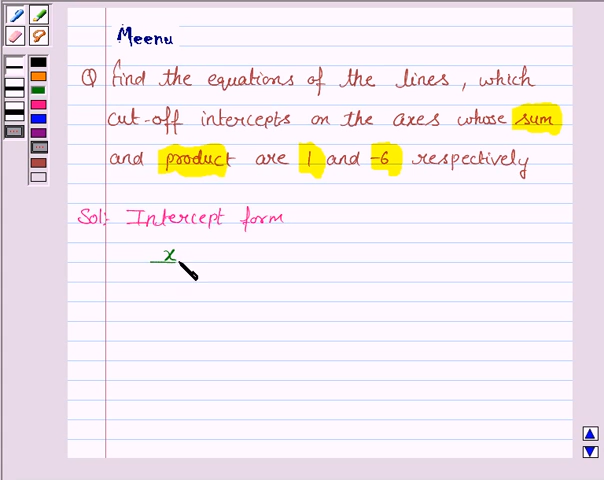 Meenu
Q Find the equations of the lines, which
cut-off intercepts on the axes whose sum
and product are 1 and -6 respectively
Sol: Intercept form
x